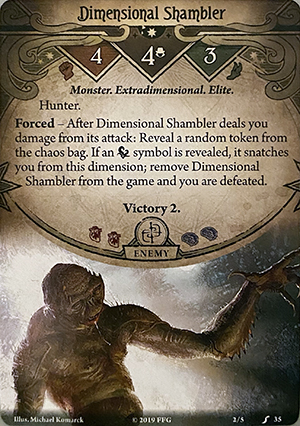 Dimensional Shambler
4 4 3
Monster. Extradimensional. Elite.
Hunter.
Forced – After Dimensional Shambler deals you
damage from its attack: Reveal a random token from
the chaos bag. If an symbol is revealed, it snatches
you from this dimension; remove Dimensional
Shambler from the game and you are defeated.
Victory 2.
ENEMY
Illus. Michael Komarck © 2019 FFG 2/5 35